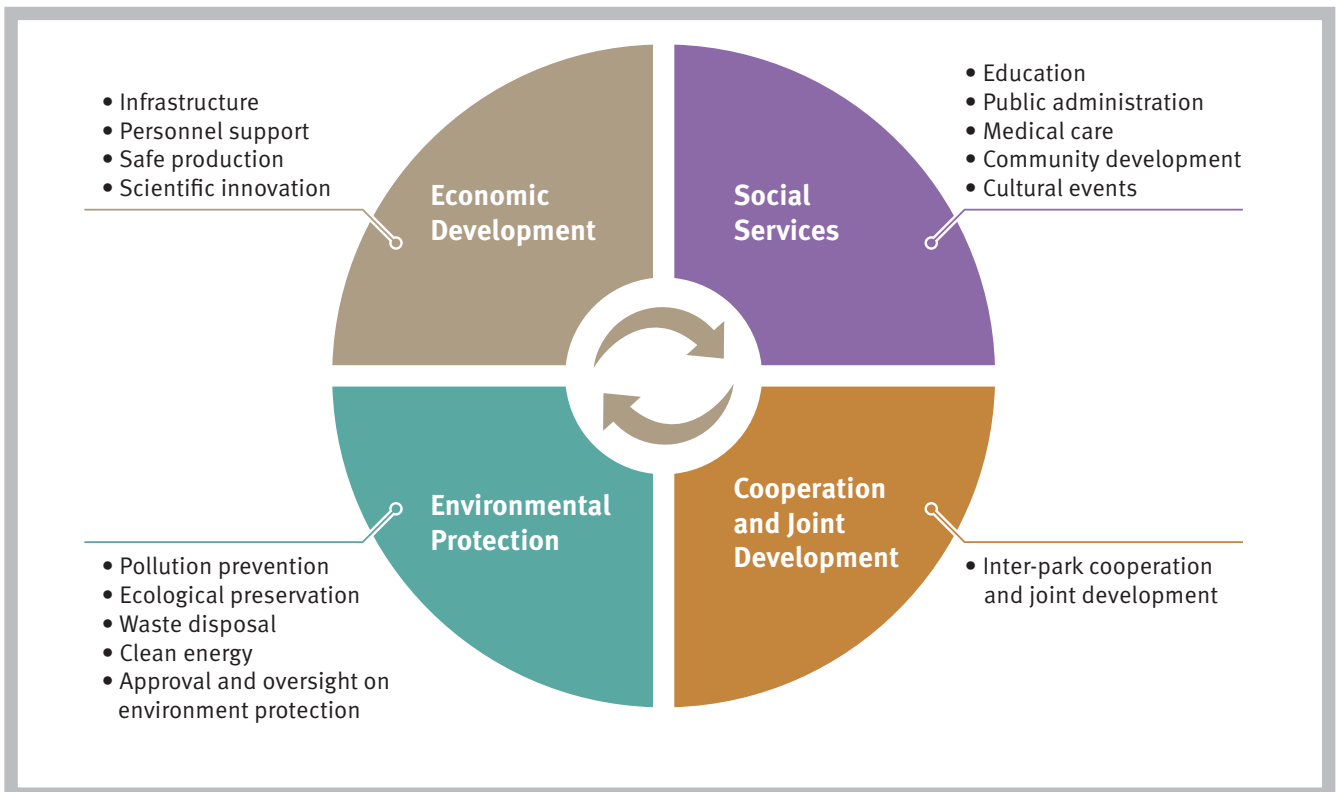 • Infrastructure
• Personnel support
• Safe production
• Scientific innovation
Economic
Development
• Education
• Public administration
• Medical care
• Community development
• Cultural events
Social
Services
Environmental
Protection
• Pollution prevention
• Ecological preservation
• Waste disposal
• Clean energy
• Approval and oversight on
environment protection
Cooperation
and Joint
Development
• Inter-park cooperation
and joint development